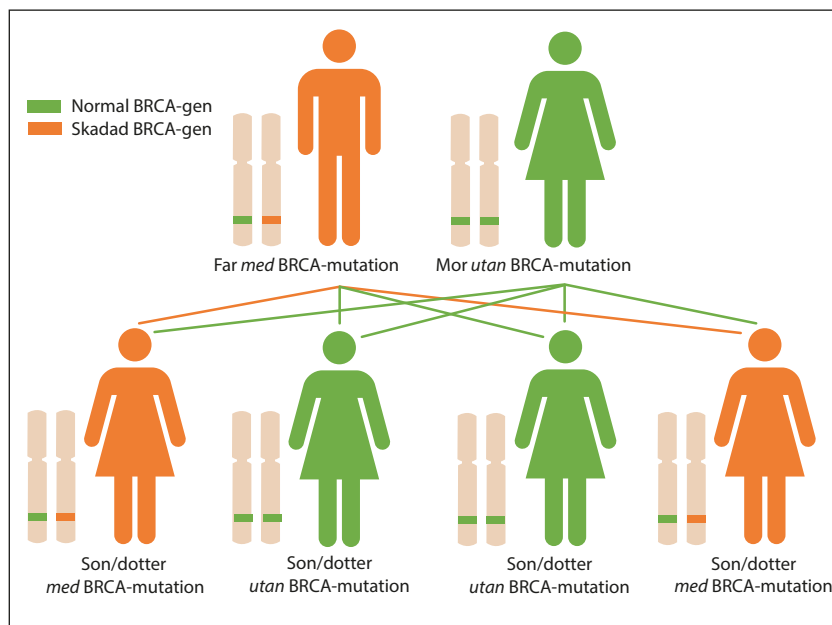 Normal BRCA-gen
Skadad BRCA-gen
Far med BRCA-mutation
Mor utan BRCA-mutation
Son/dotter
med BRCA-mutation
Son/dotter
utan BRCA-mutation
Son/dotter
utan BRCA-mutation
Son/dotter
med BRCA-mutation